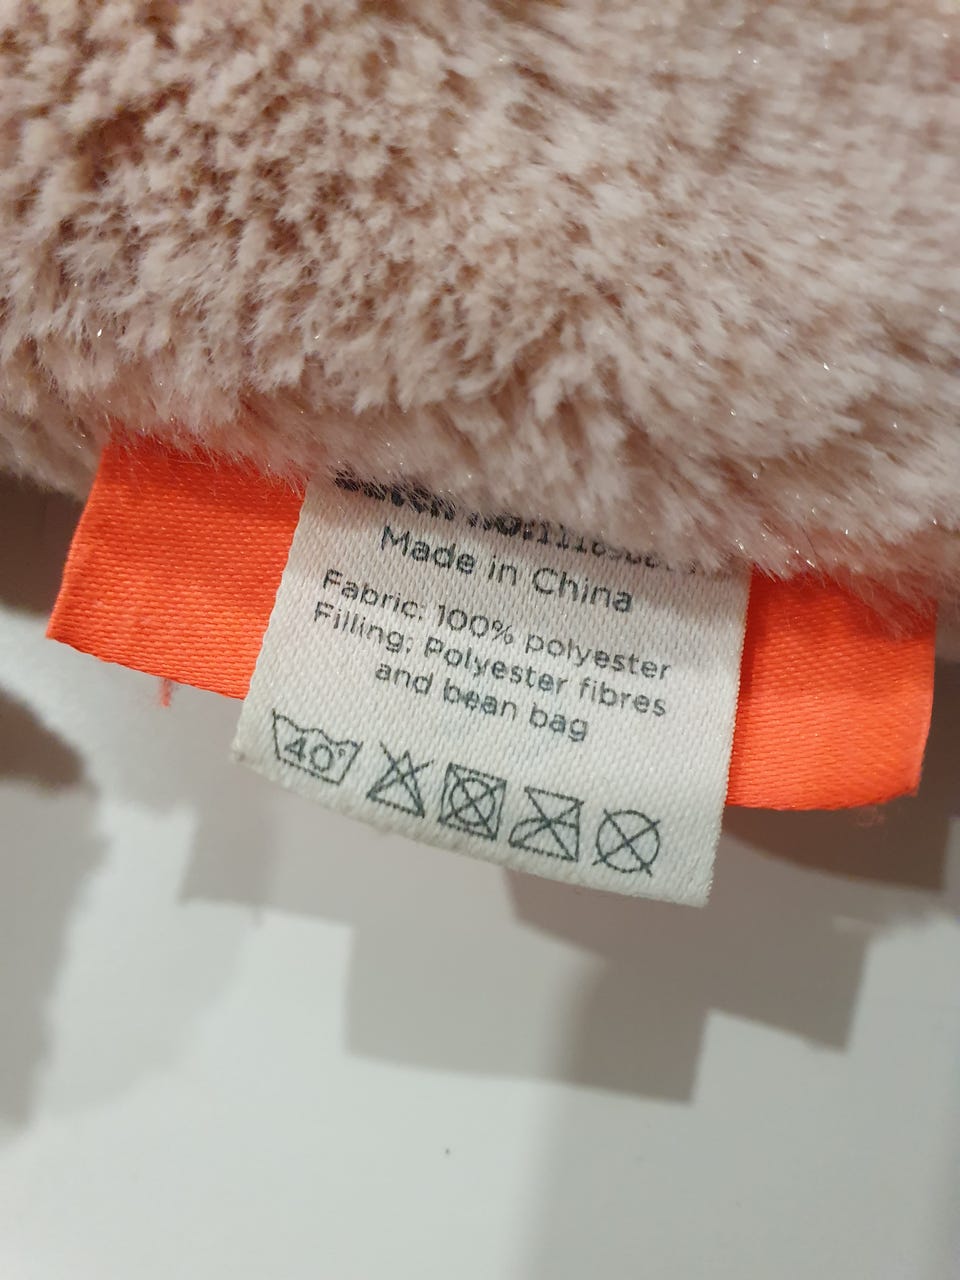 Made in China
Fabric: 100% polyester
Filling: Polyester fibres
and bean bag
40°